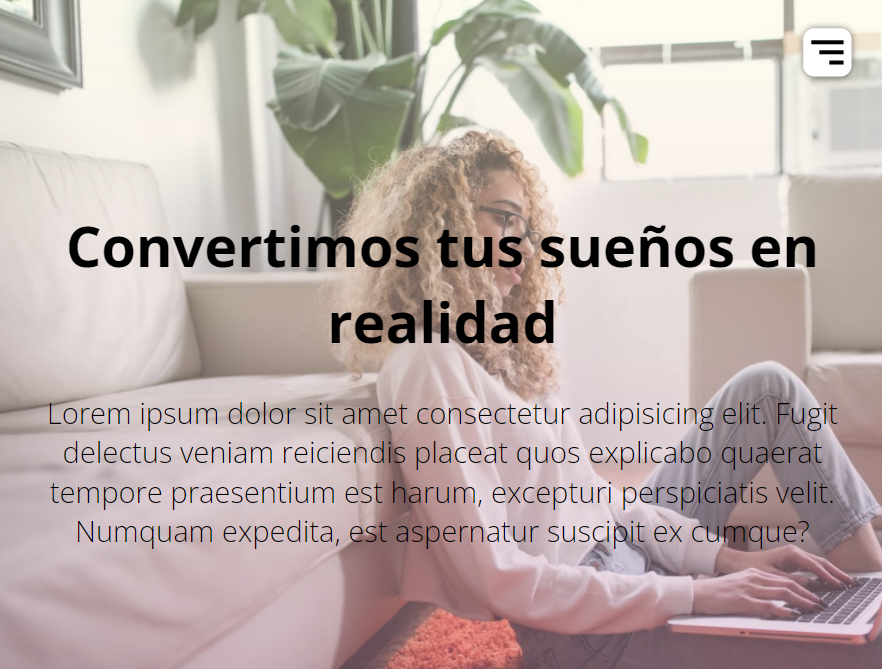 Convertimos tus sueños en
realidad
Lorem ipsum dolor sit amet consectetur adipisicing elit. Fugit
delectus veniam reiciendis placeat quos explicabo quaerat
tempore praesentium est harum, excepturi perspiciatis velit.
Numquam expedita, est aspernatur suscipit ex cumque?